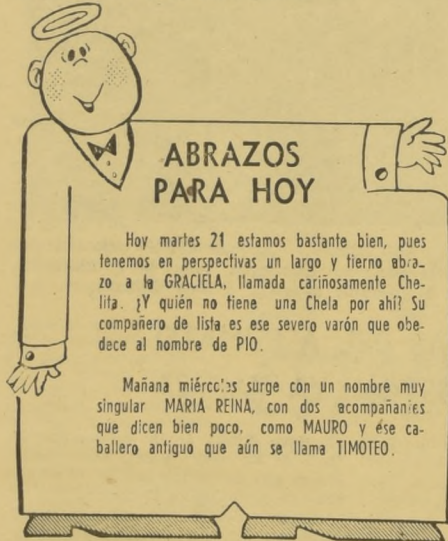 ABRAZOS
PARA HOY
Hoy martes 21 estamos bastante bien, pues
tenemos en perspectivas un largo y tierno abra-
zo a la GRACIELA, llamada cariñosamente Che-
lita. ¿Y quién no tiene una Chela por ahí? Su
compañero de lista es ese severo varón que obe-
dece al nombre de PIO.
Mañana miércoles surge con un nombre muy
singular MARIA REINA, con dos acompañantes
que dicen bien poco, como MAURO y ese ca-
ballero antiguo que aún se llama TIMOTEO.